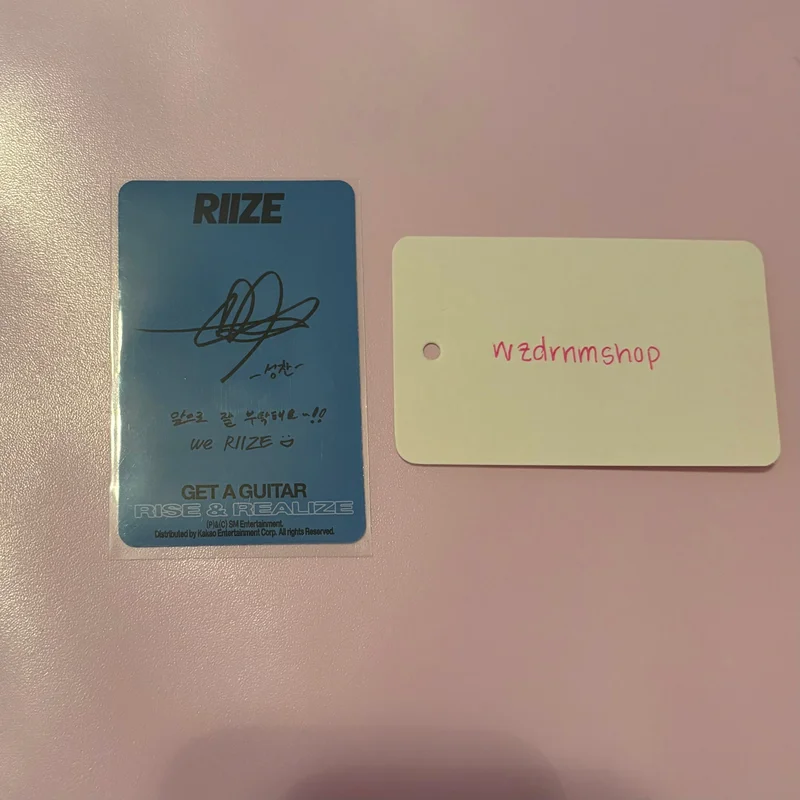 RIIZE
-성찬-
앞으로 잘 부탁해요~!!
we RIIZE
GET A GUITAR
RISE & REALIZE
(P)&(C) SM Entertainment.
Distributed by Kakao Entertainment Corp. All rights Reserved.
wzdrnmshop